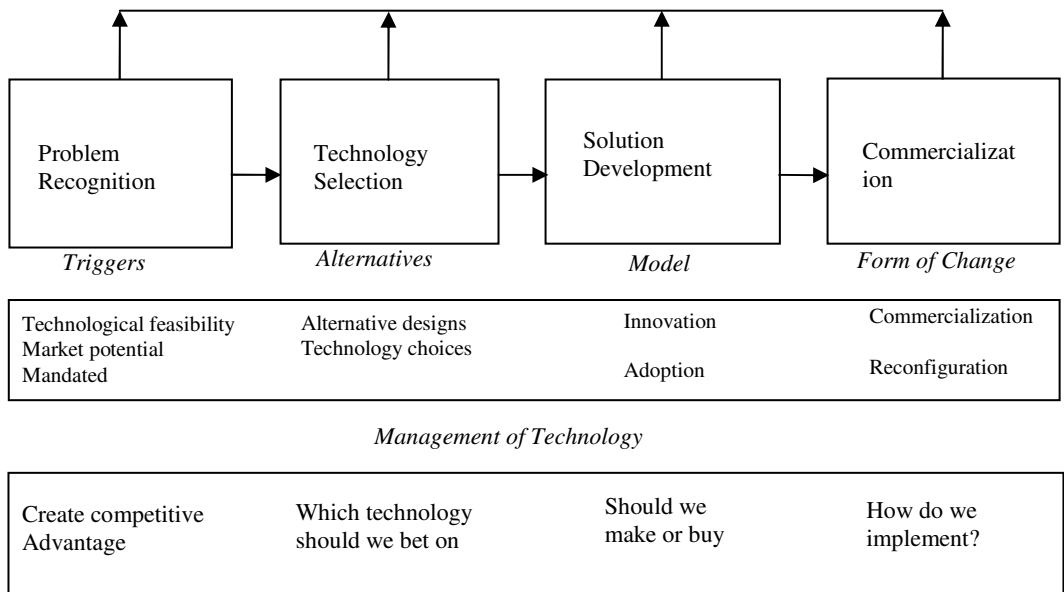 Problem
Recognition
Technology
Selection
Solution
Development
Commercializat
ion
Triggers
Alternatives
Model
Form of Change
Technological feasibility
Market potential
Mandated
Alternative designs
Technology choices
Innovation
Adoption
Commercialization
Reconfiguration
Management of Technology
Create competitive
Advantage
Which technology
should we bet on
Should we
make or buy
How do we
implement?